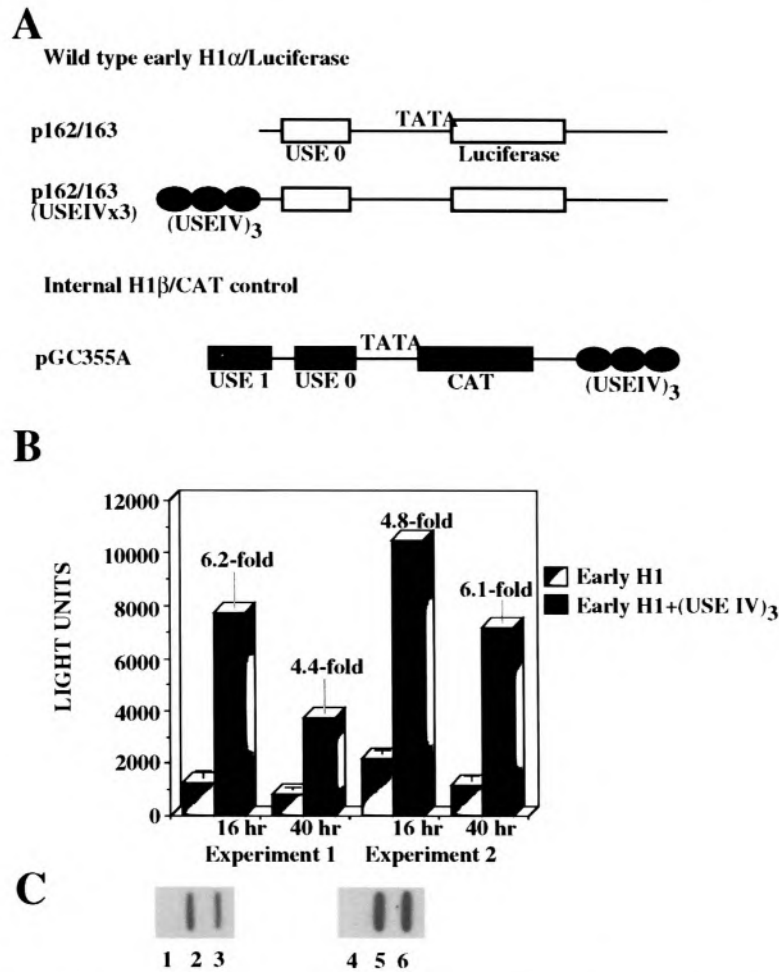 A
Wild type early H1α/Luciferase
p162/163
TATA
USE 0
Luciferase
p162/163
(USEIVx3)
(USEIV)3
Internal H1β/CAT control
pGC355A
TATA
USE 1
USE 0
CAT
(USEIV)3
B
LIGHT UNITS
12000
10000
8000
6000
4000
2000
0
6.2-fold
4.4-fold
4.8-fold
6.1-fold
Early H1
Early H1+(USE IV)3
16 hr 40 hr 16 hr 40 hr
Experiment 1 Experiment 2
C
1 2 3 4 5 6